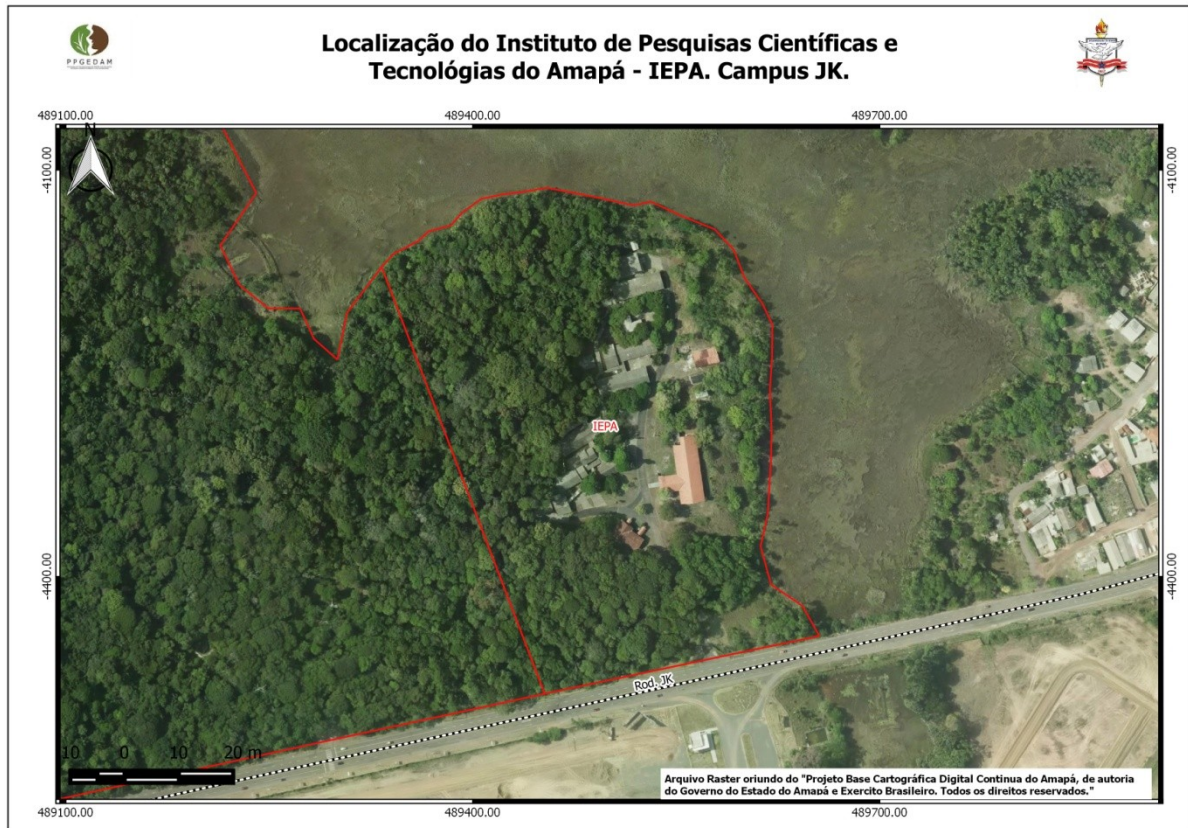 PPGEDAM
Localização do Instituto de Pesquisas Científicas e
Tecnológias do Amapá - IEPA. Campus JK.
489100.00 489400.00 489700.00
N
-4100.00 -4100.00
IEPA
-4400.00 -4400.00
Rod. JK
10 0 10 20 m
Arquivo Raster oriundo do "Projeto Base Cartográfica Digital Continua do Amapá, de autoria
do Governo do Estado do Amapá e Exercito Brasileiro. Todos os direitos reservados."
489100.00 489400.00 489700.00